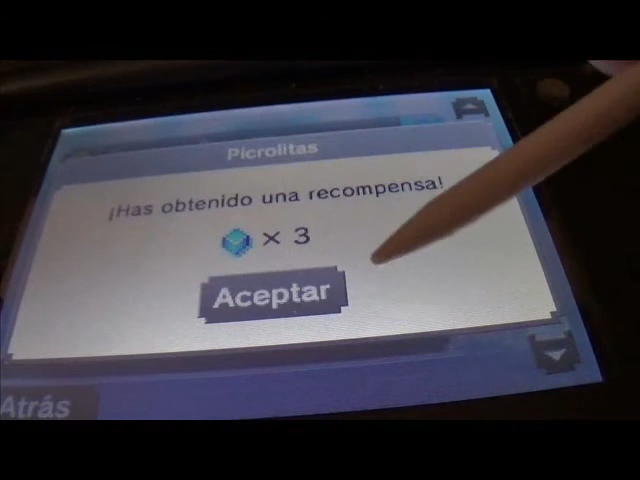 Picrolitas
¡Has obtenido una recompensa!
× 3
Aceptar
Atrás